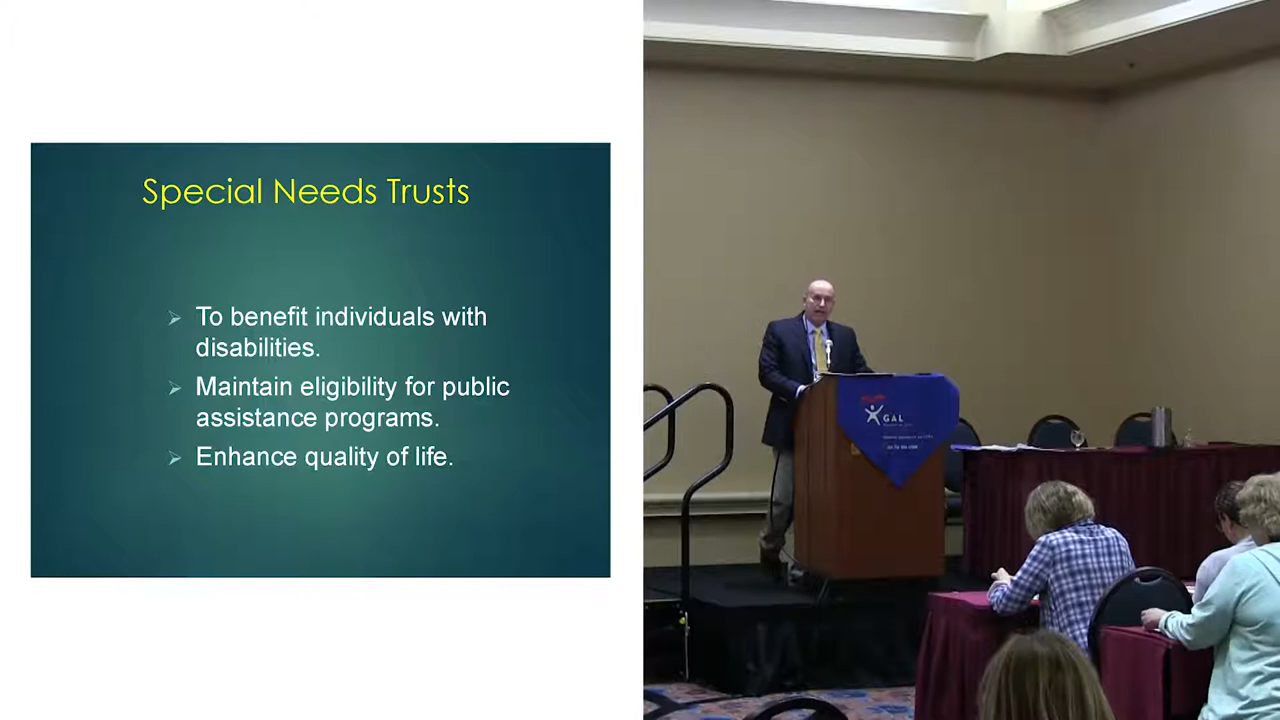 Special Needs Trusts
To benefit individuals with
disabilities.
Maintain eligibility for public
assistance programs.
Enhance quality of life.
GAL